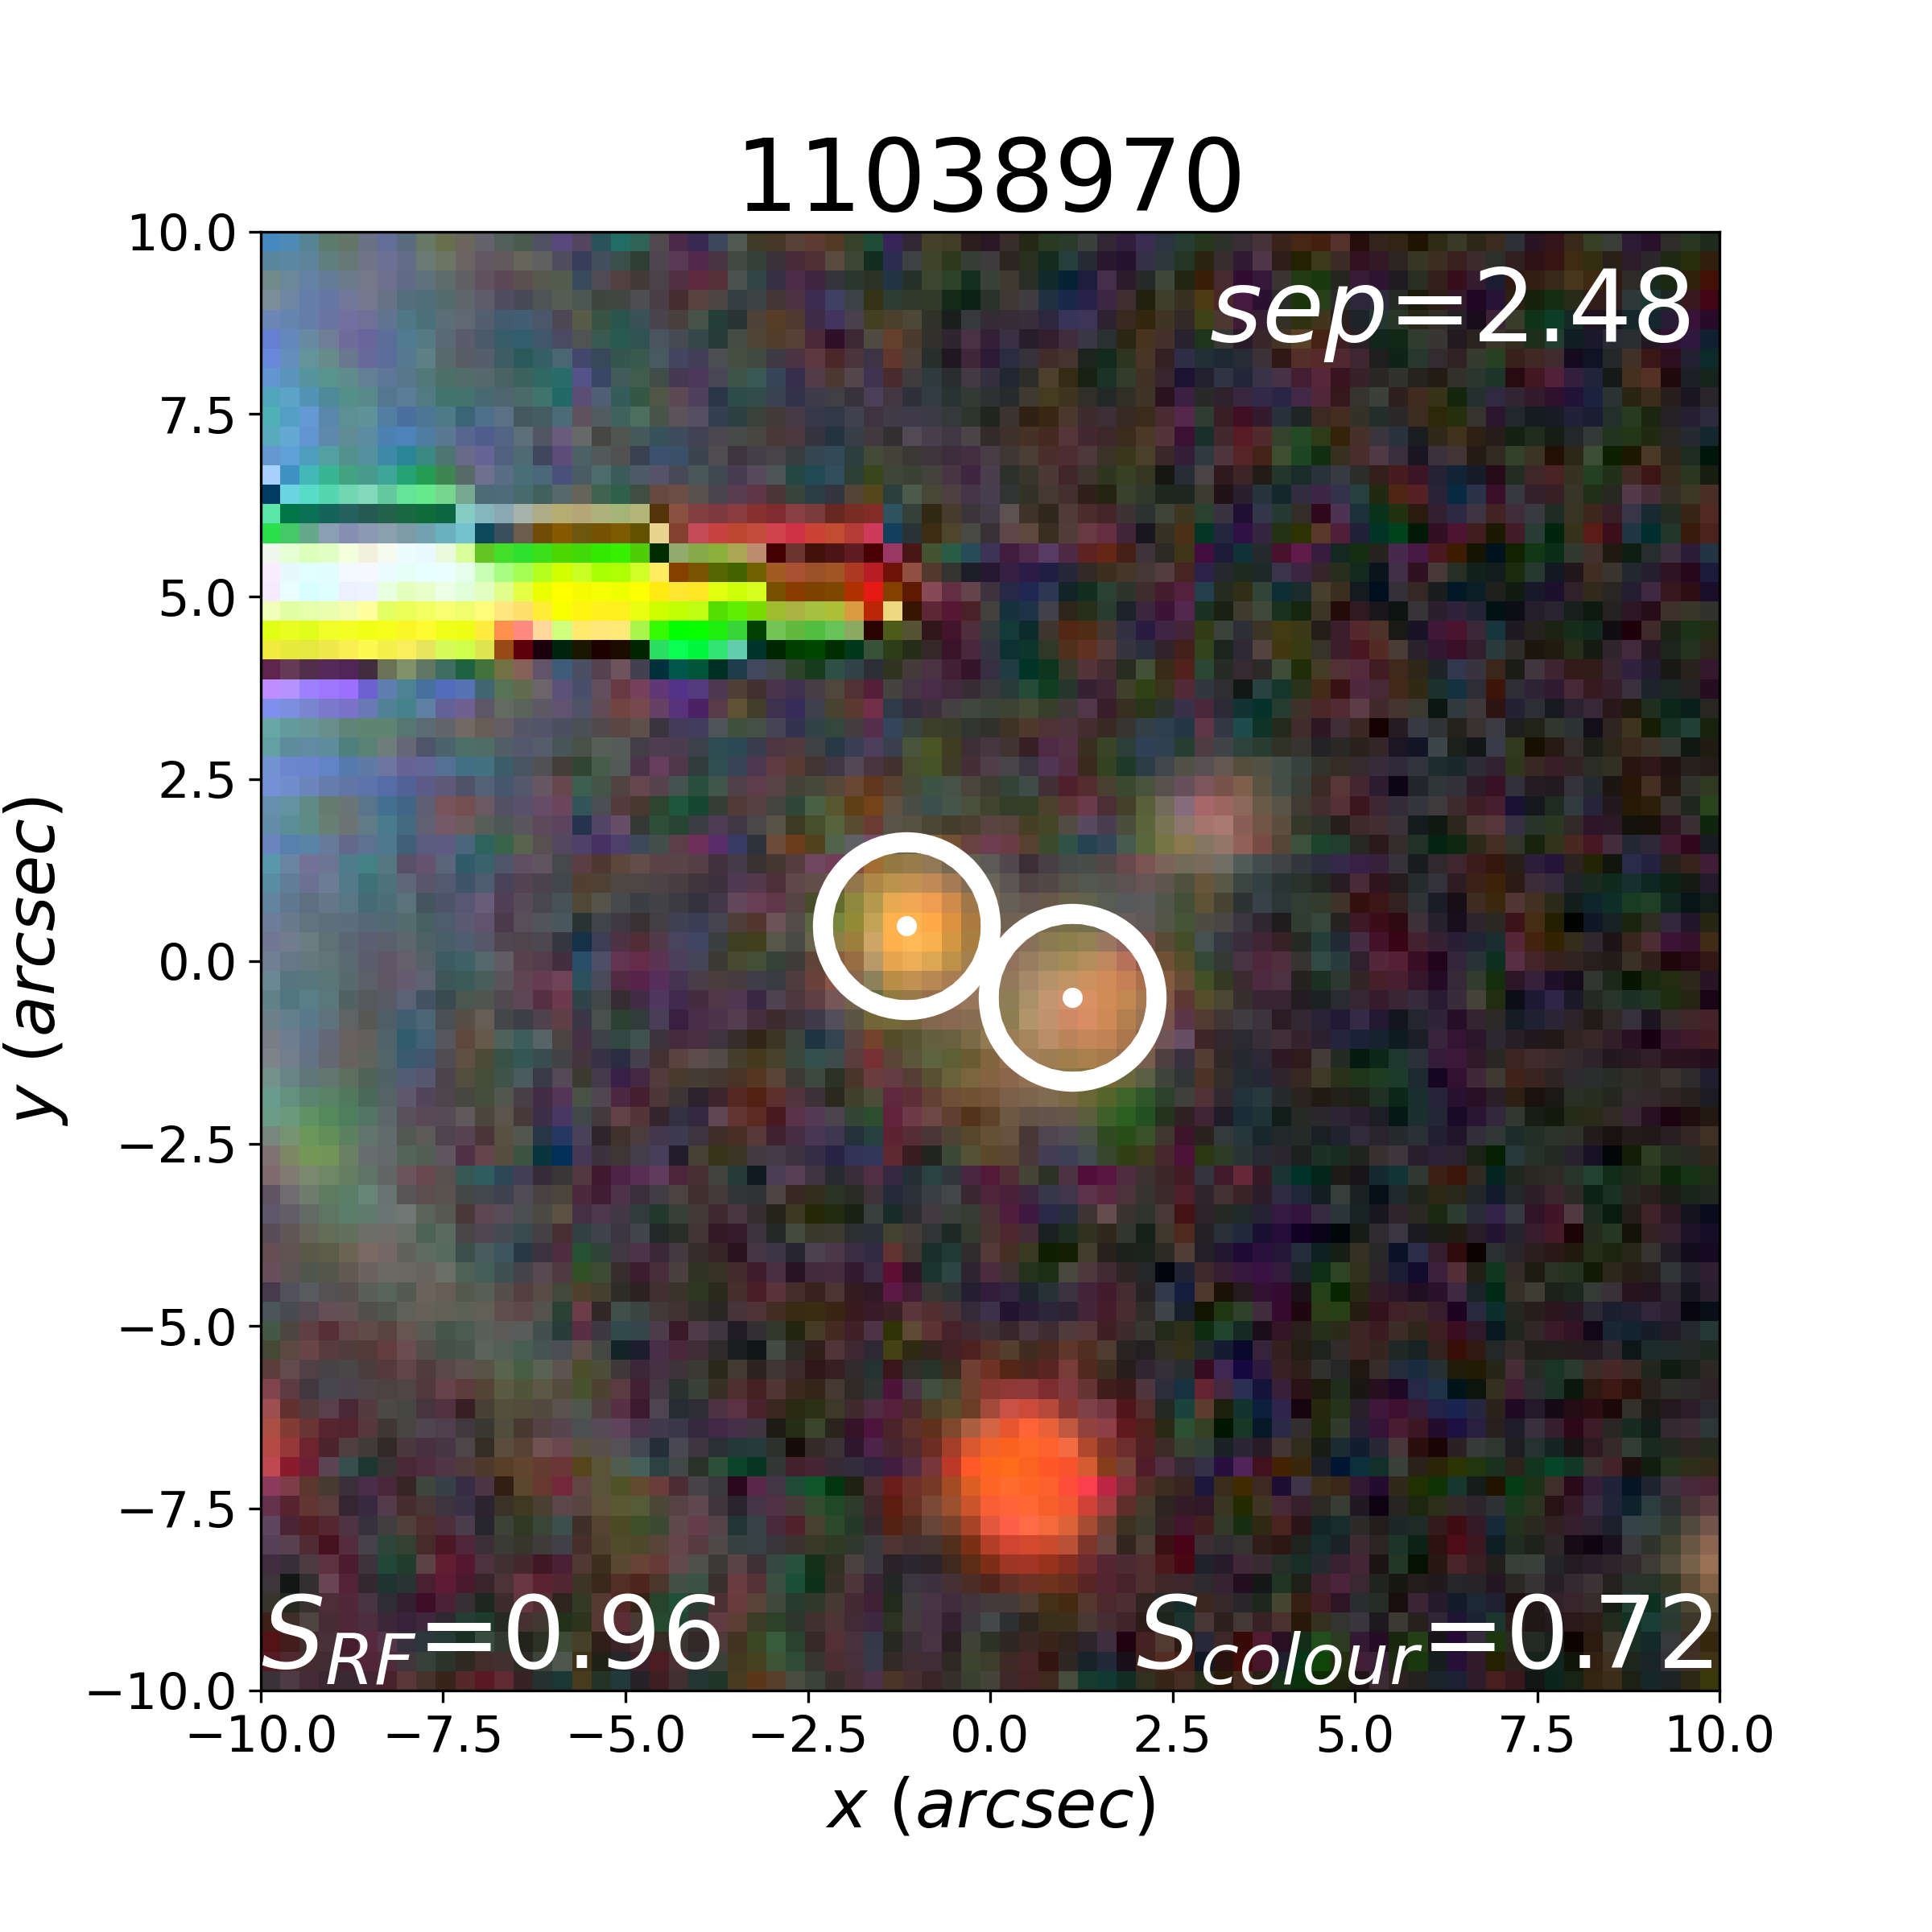 11038970
sep=2.48
10.0
7.5
5.0
2.5
0.0
−2.5
−5.0
−7.5
−10.0
y (arcsec)
S_RF=0.96
S_colour=0.72
−10.0 −7.5 −5.0 −2.5 0.0 2.5 5.0 7.5 10.0
x (arcsec)